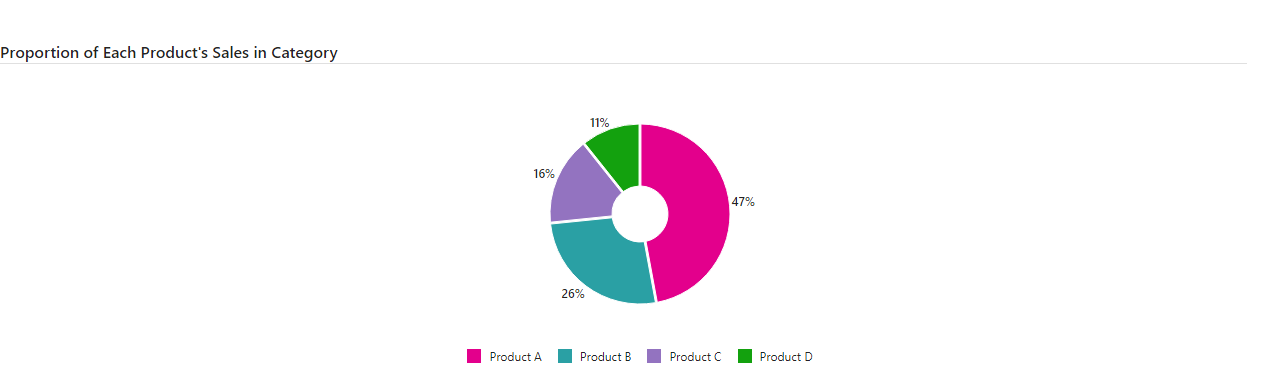 Proportion of Each Product's Sales in Category
11%
16%
47%
26%
Product A Product B Product C Product D